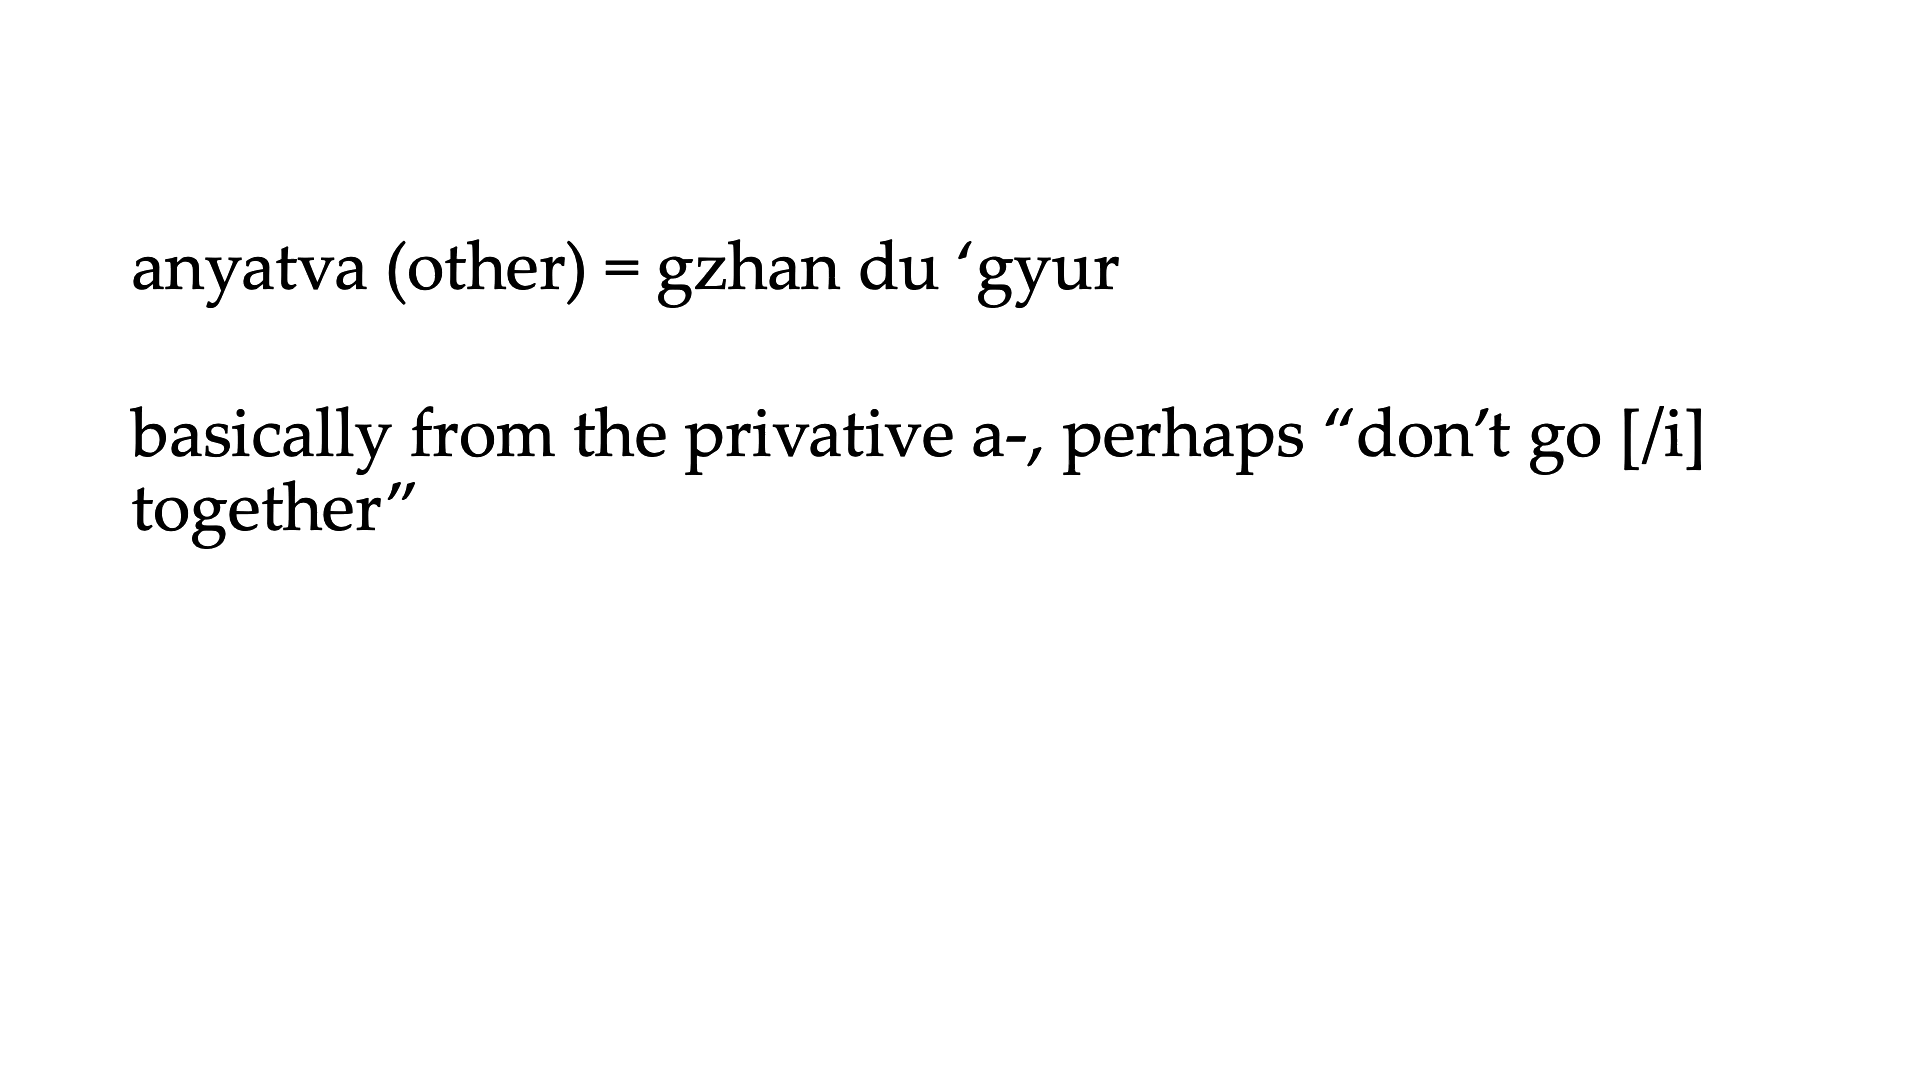 anyatva (other) = gzhan du ‘gyur
basically from the privative a-, perhaps “don’t go [/i]
together”